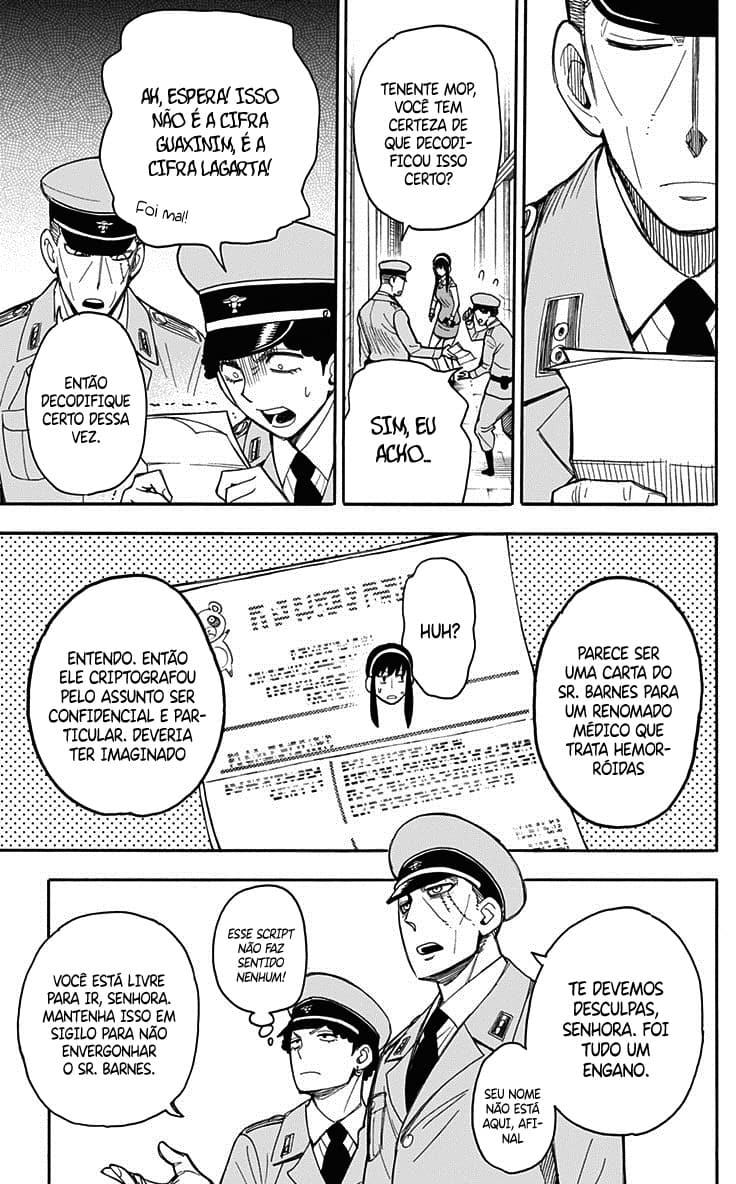 TENENTE MOP,
VOCÊ TEM
CERTEZA DE
QUE DECODI-
FICOU ISSO
CERTO?
SIM, EU
ACHO...
AH, ESPERA! ISSO
NÃO É A CIFRA
GUAXINIM, É A
CIFRA LAGARTA!
Foi mal!
ENTÃO
DECODIFIQUE
CERTO DESSA
VEZ.
PARECE SER
UMA CARTA DO
SR. BARNES PARA
UM RENOMADO
MÉDICO QUE
TRATA HEMOR-
RÓIDAS
HUH?
ENTENDO. ENTÃO
ELE CRIPTOGRAFOU
PELO ASSUNTO SER
CONFIDENCIAL E PAR-
TICULAR. DEVERIA
TER IMAGINADO
TE DEVEMOS
DESCULPAS,
SENHORA. FOI
TUDO UM
ENGANO.
SEU NOME
NÃO ESTÁ
AQUI, AFI-
NAL
ESSE SCRIPT
NÃO FAZ
SENTIDO
NENHUM!
VOCÊ ESTÁ LIVRE
PARA IR, SENHORA.
MANTENHA ISSO EM
SIGILO PARA NÃO
ENVERGONHAR
O SR. BARNES.